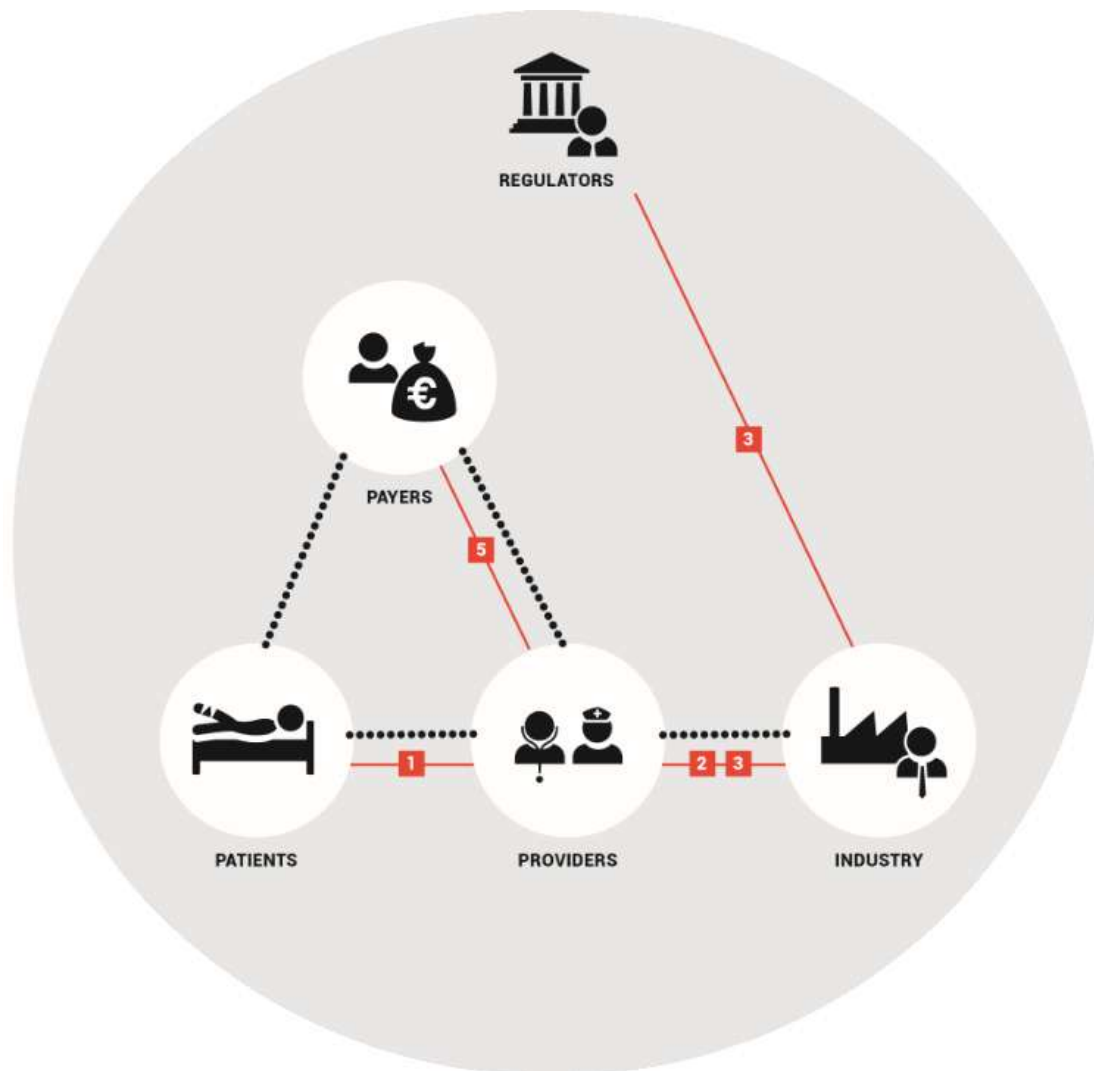 REGULATORS
3
€
PAYERS
5
1
2 3
PATIENTS
PROVIDERS
INDUSTRY